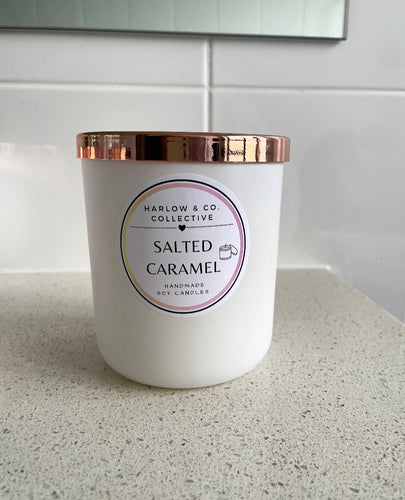 HARLOW & CO.
COLLECTIVE
SALTED
CARAMEL
HANDMADE
SOY CANDLES